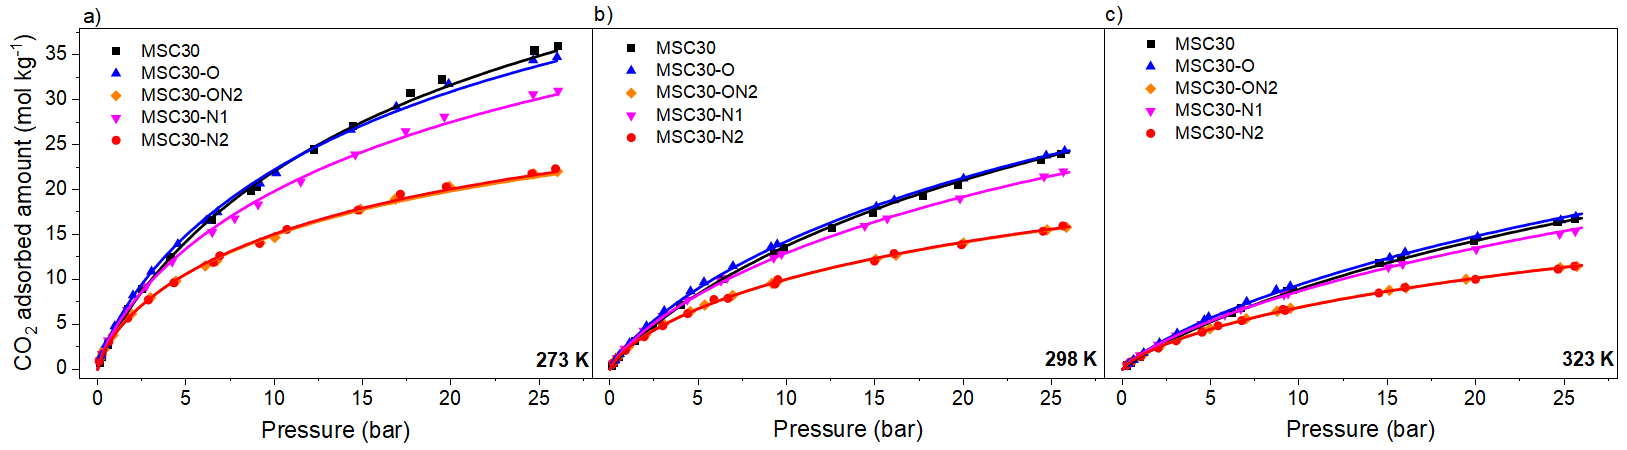 a)
b)
c)
CO₂ adsorbed amount (mol kg⁻¹)
35
30
25
20
15
10
5
0
MSC30
MSC30-O
MSC30-ON2
MSC30-N1
MSC30-N2
273 K
MSC30
MSC30-O
MSC30-ON2
MSC30-N1
MSC30-N2
298 K
MSC30
MSC30-O
MSC30-ON2
MSC30-N1
MSC30-N2
323 K
0 5 10 15 20 25
0 5 10 15 20 25
0 5 10 15 20 25
Pressure (bar)
Pressure (bar)
Pressure (bar)